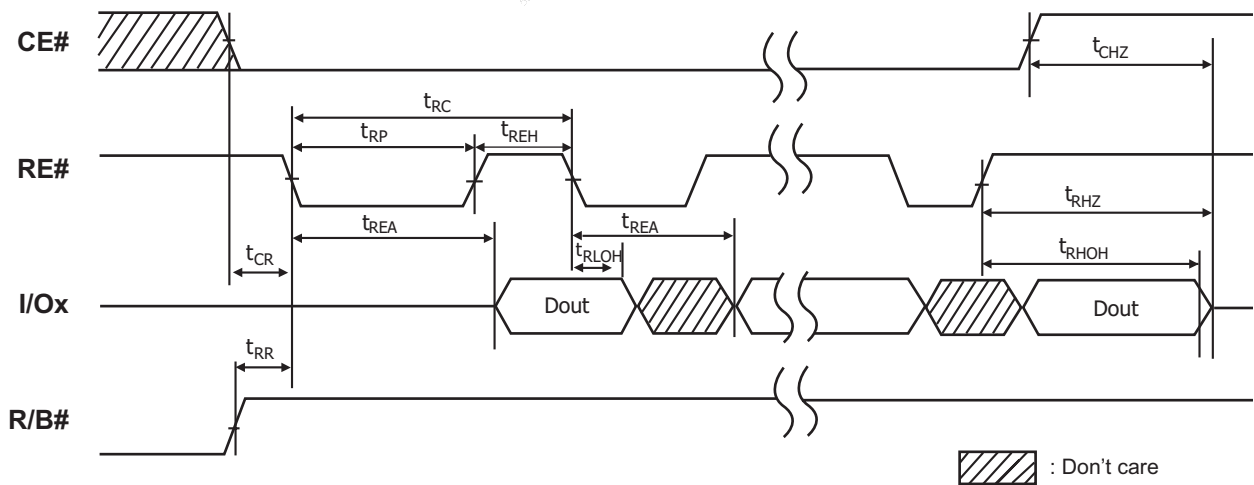 CE#
tCHZ
tRC
tRP
tREH
RE#
tREA
tREA
tRHZ
tCR
tRLOH
tRHOH
I/Ox
Dout
Dout
tRR
R/B#
: Don't care